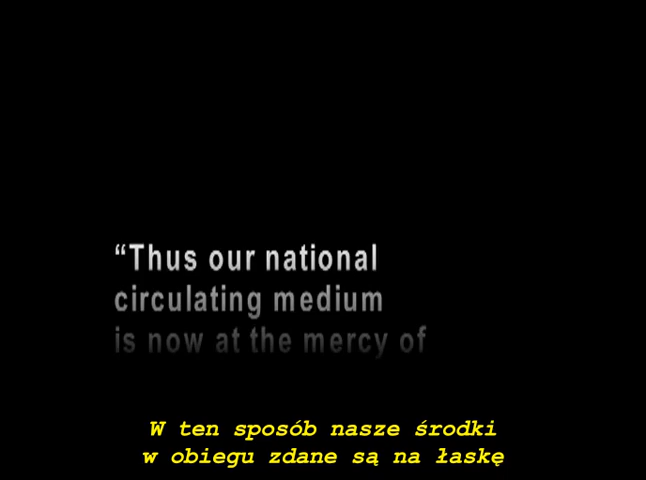 “Thus our national
circulating medium
is now at the mercy of
W ten sposób nasze środki
w obiegu zdane są na łaskę